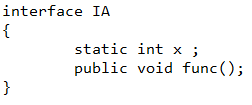 interface IA
{
static int x ;
public void func();
}